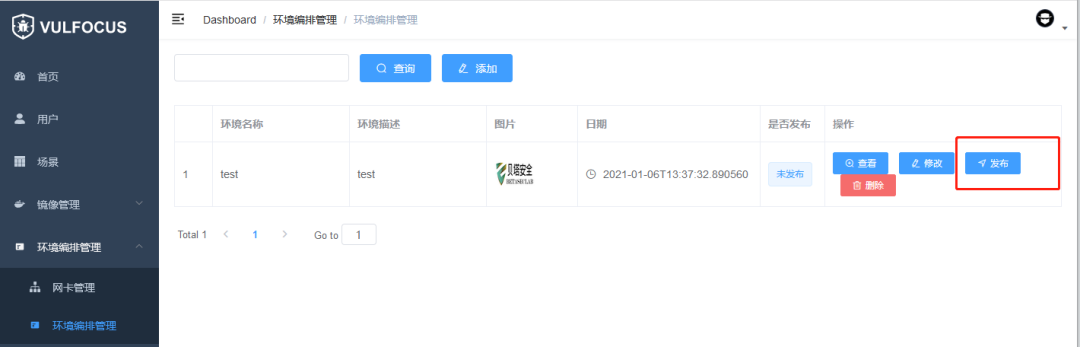 VULFOCUS
Dashboard / 环境编排管理 / 环境编排管理
首页
用户
场景
镜像管理
环境编排管理
网卡管理
环境编排管理
查询
添加
环境名称 环境描述 图片 日期 是否发布 操作
1 test test 贝塔安全 2021-01-06T13:37:32.890560 未发布 查看 修改 发布
BETASECLAB
删除
Total 1 < 1 > Go to 1